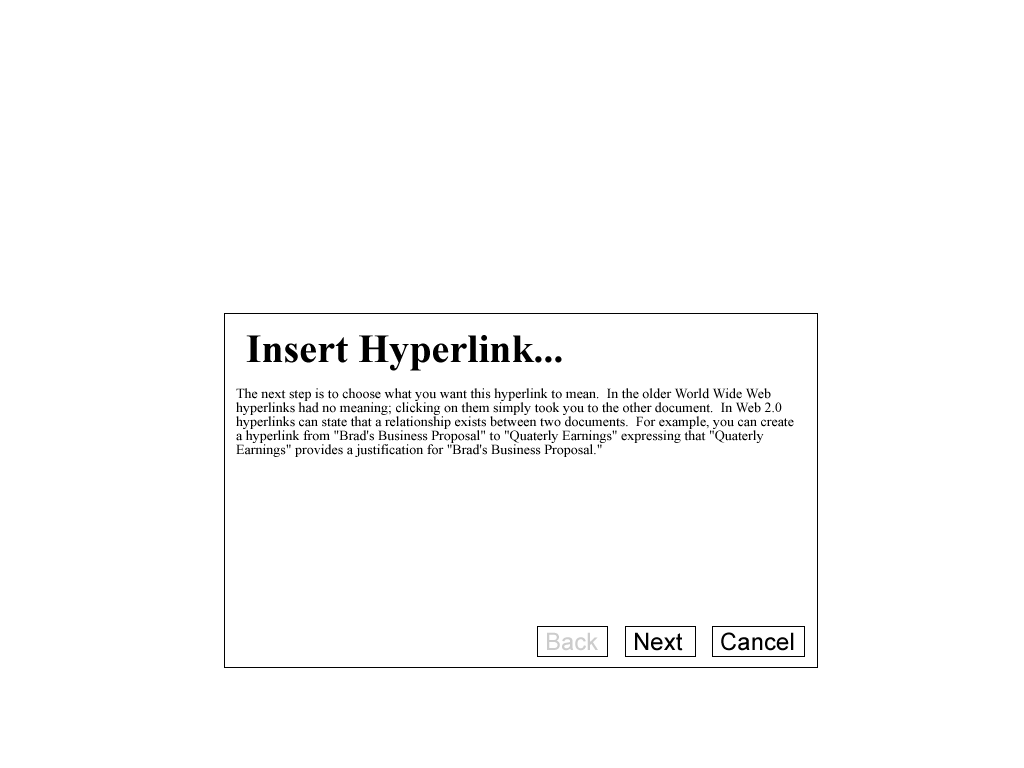 Insert Hyperlink...
The next step is to choose what you want this hyperlink to mean.  In the older World Wide Web
hyperlinks had no meaning; clicking on them simply took you to the other document.  In Web 2.0
hyperlinks can state that a relationship exists between two documents.  For example, you can create
a hyperlink from "Brad's Business Proposal" to "Quaterly Earnings" expressing that "Quaterly
Earnings" provides a justification for "Brad's Business Proposal."
Back Next Cancel